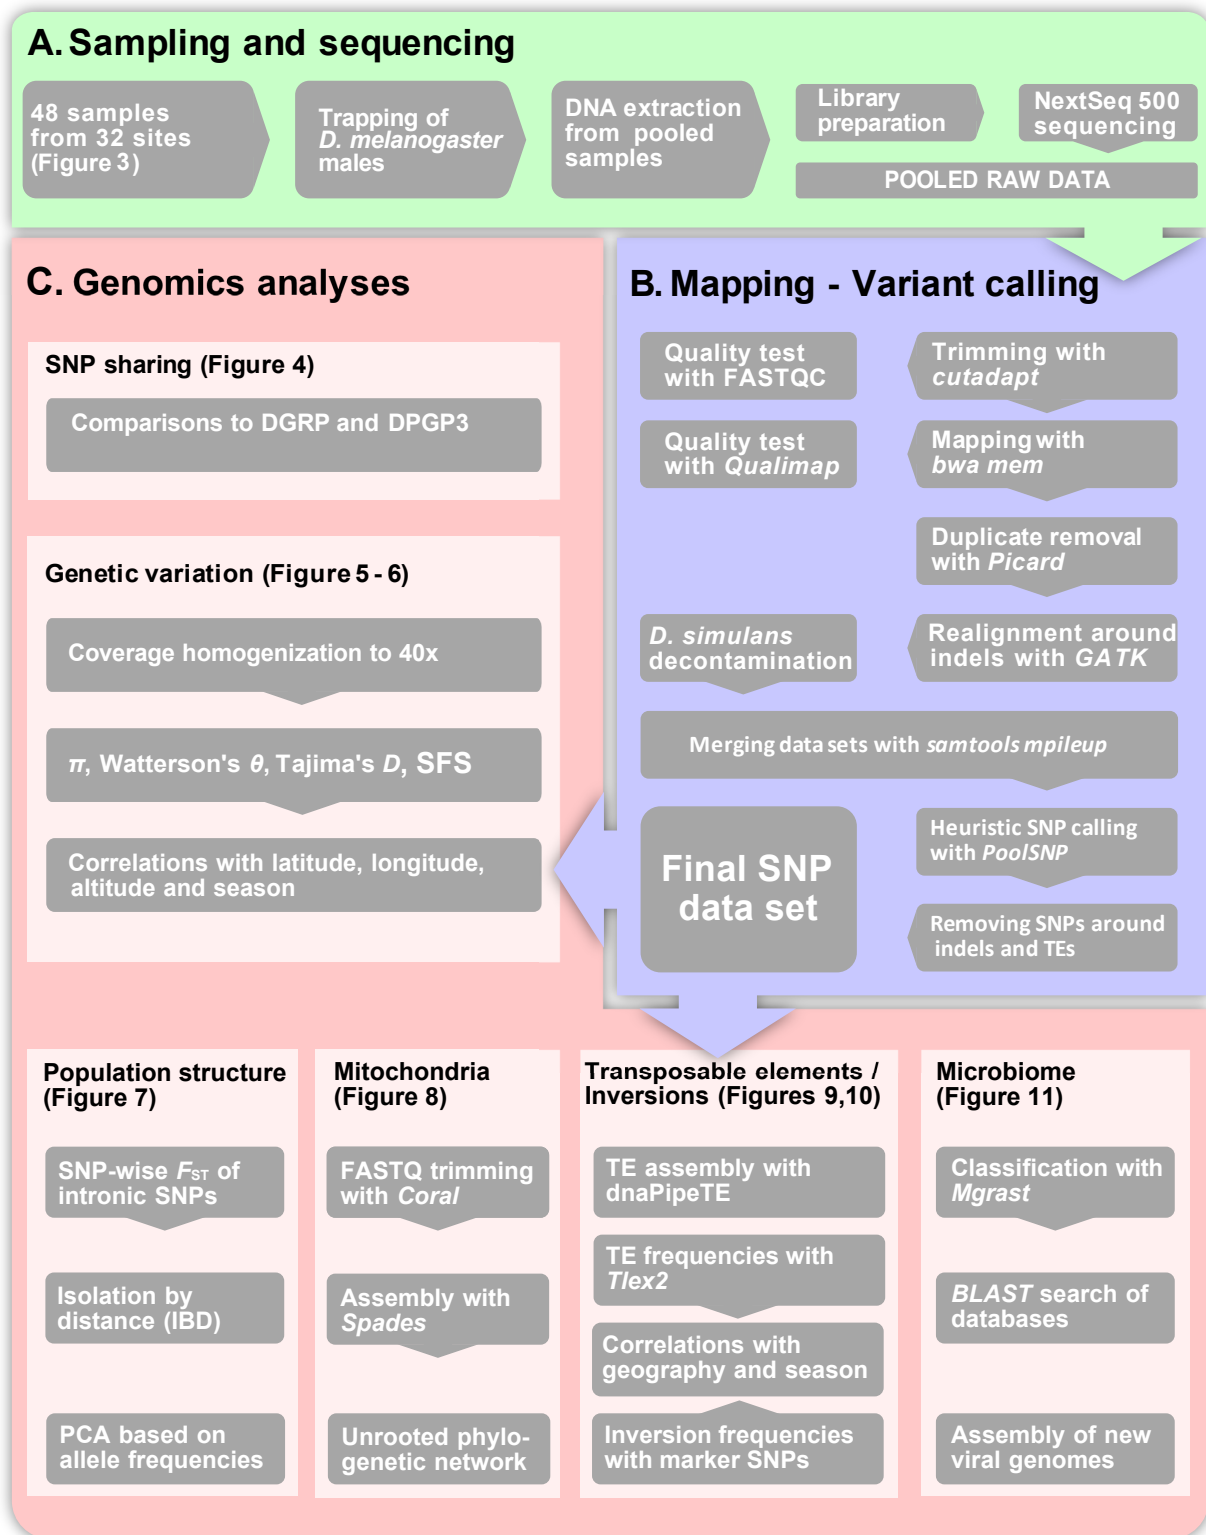 A. Sampling and sequencing
48 samples
from 32 sites
(Figure 3)
Trapping of
D. melanogaster
males
DNA extraction
from pooled
samples
Library
preparation
NextSeq 500
sequencing
POOLED RAW DATA
C. Genomics analyses
SNP sharing (Figure 4)
Comparisons to DGRP and DPGP3
Genetic variation (Figure 5 - 6)
Coverage homogenization to 40x
π, Watterson's θ, Tajima's D, SFS
Correlations with latitude, longitude,
altitude and season
B. Mapping - Variant calling
Quality test
with FASTQC
Trimming with
cutadapt
Quality test
with Qualimap
Mapping with
bwa mem
Duplicate removal
with Picard
D. simulans
decontamination
Realignment around
indels with GATK
Merging data sets with samtools mpileup
Final SNP
data set
Heuristic SNP calling
with PoolSNP
Removing SNPs around
indels and TEs
Population structure
(Figure 7)
SNP-wise FST of
intronic SNPs
Isolation by
distance (IBD)
PCA based on
allele frequencies
Mitochondria
(Figure 8)
FASTQ trimming
with Coral
Assembly with
Spades
Unrooted phylo-
genetic network
Transposable elements /
Inversions (Figures 9,10)
TE assembly with
dnaPipeTE
TE frequencies with
Tlex2
Correlations with
geography and season
Inversion frequencies
with marker SNPs
Microbiome
(Figure 11)
Classification with
Mgrast
BLAST search of
databases
Assembly of new
viral genomes